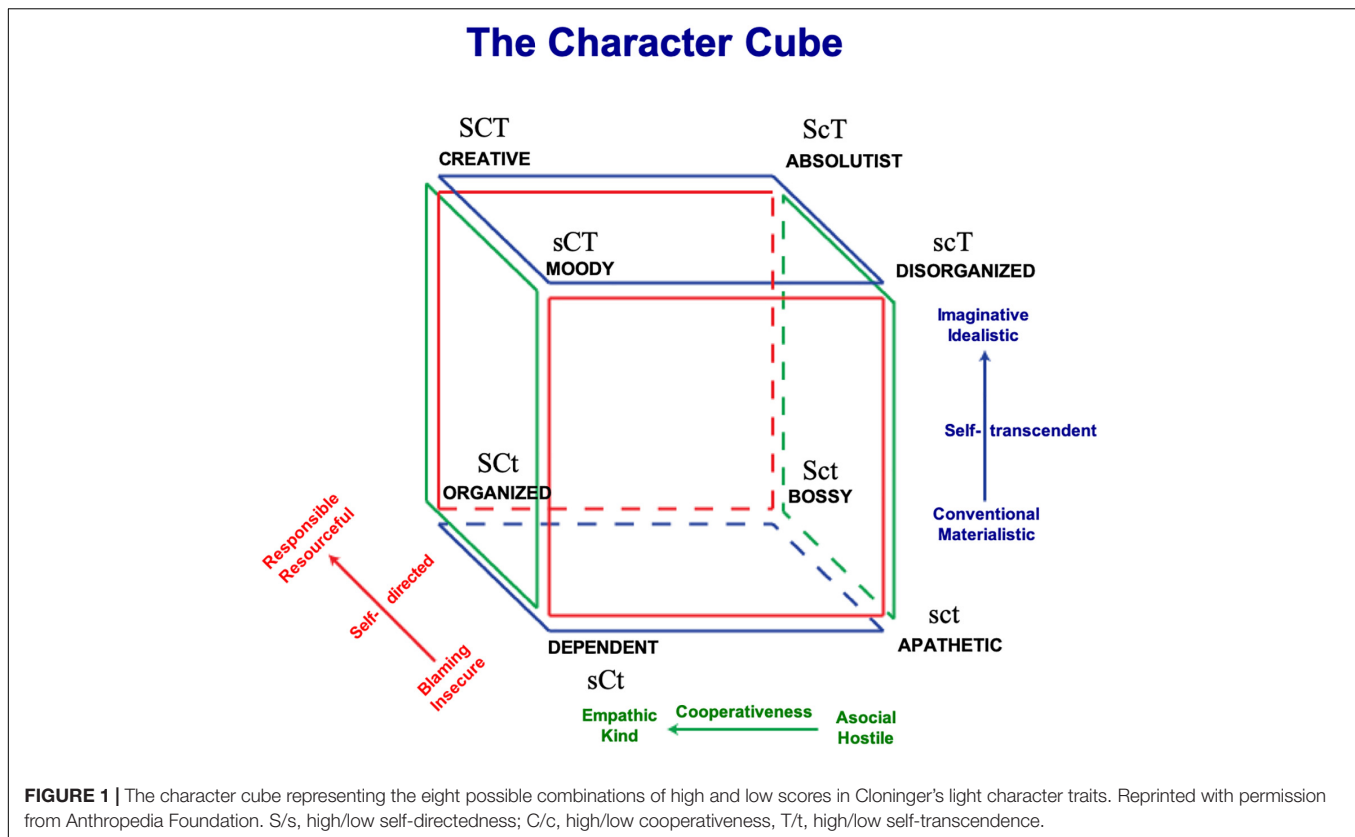 The Character Cube
SCT
CREATIVE
ScT
ABSOLUTIST
sCT
MOODY
scT
DISORGANIZED
Imaginative
Idealistic
Self- transcendent
Conventional
Materialistic
SCt
ORGANIZED
Sct
BOSSY
Responsible
Resourceful
Self- directed
Blaming
Insecure
sct
APATHETIC
DEPENDENT
sCt
Empathic
Kind
Cooperativeness
Asocial
Hostile
FIGURE 1 | The character cube representing the eight possible combinations of high and low scores in Cloninger's light character traits. Reprinted with permission
from Anthropedia Foundation. S/s, high/low self-directedness; C/c, high/low cooperativeness, T/t, high/low self-transcendence.